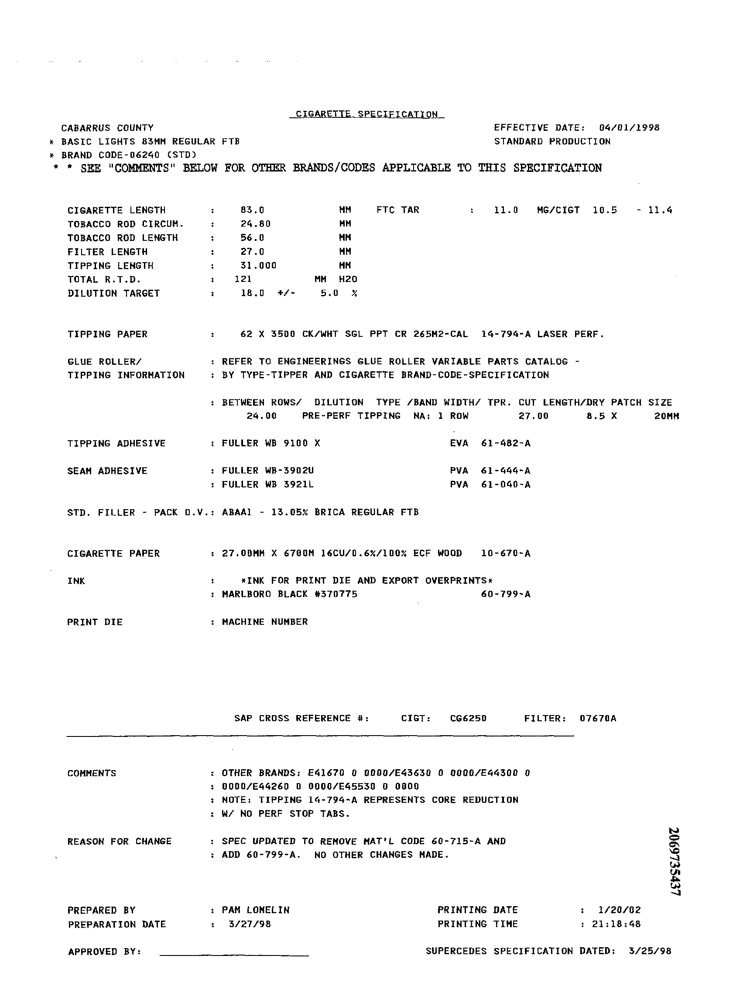 CIGARETTE SPECIFICATION
CABARRUS COUNTY EFFECTIVE DATE: 04/01/1998
* BASIC LIGHTS 83MM REGULAR FTB STANDARD PRODUCTION
* BRAND CODE-06240 (STD)
* * SEE "COMMENTS" BELOW FOR OTHER BRANDS/CODES APPLICABLE TO THIS SPECIFICATION
CIGARETTE LENGTH : 83.0 MM FTC TAR : 11.0 MG/CIGT 10.5 - 11.4
TOBACCO ROD CIRCUM. : 24.80 MM
TOBACCO ROD LENGTH : 56.0 MM
FILTER LENGTH : 27.0 MM
TIPPING LENGTH : 31.000 MM
TOTAL R.T.D. : 121 MM H2O
DILUTION TARGET : 18.0 +/- 5.0 %
TIPPING PAPER : 62 X 3500 CK/WHT SGL PPT CR 265M2-CAL 14-794-A LASER PERF.
GLUE ROLLER/ : REFER TO ENGINEERINGS GLUE ROLLER VARIABLE PARTS CATALOG -
TIPPING INFORMATION : BY TYPE-TIPPER AND CIGARETTE BRAND-CODE-SPECIFICATION
: BETWEEN ROWS/ DILUTION TYPE /BAND WIDTH/ TPR. CUT LENGTH/DRY PATCH SIZE
24.00 PRE-PERF TIPPING NA: 1 ROW 27.00 8.5 X 20MM
TIPPING ADHESIVE : FULLER WB 9100 X EVA 61-482-A
SEAM ADHESIVE : FULLER WB-3902U PVA 61-444-A
: FULLER WB 3921L PVA 61-040-A
STD. FILLER - PACK O.V.: ABAA1 - 13.05% BRICA REGULAR FTB
CIGARETTE PAPER : 27.00MM X 6700M 16CU/0.6%/100% ECF WOOD 10-670-A
INK : *INK FOR PRINT DIE AND EXPORT OVERPRINTS*
: MARLBORO BLACK #370775 60-799-A
PRINT DIE : MACHINE NUMBER
SAP CROSS REFERENCE #: CIGT: CG6250 FILTER: 07670A
COMMENTS : OTHER BRANDS: E41670 0 0000/E43630 0 0000/E44300 0
: 0000/E44260 0 0000/E45530 0 0000
: NOTE: TIPPING 14-794-A REPRESENTS CORE REDUCTION
: W/ NO PERF STOP TABS.
REASON FOR CHANGE : SPEC UPDATED TO REMOVE MAT'L CODE 60-715-A AND
: ADD 60-799-A. NO OTHER CHANGES MADE.
2069735437
PREPARED BY : PAM LOMELIN PRINTING DATE : 1/20/02
PREPARATION DATE : 3/27/98 PRINTING TIME : 21:18:48
APPROVED BY: SUPERCEDES SPECIFICATION DATED: 3/25/98